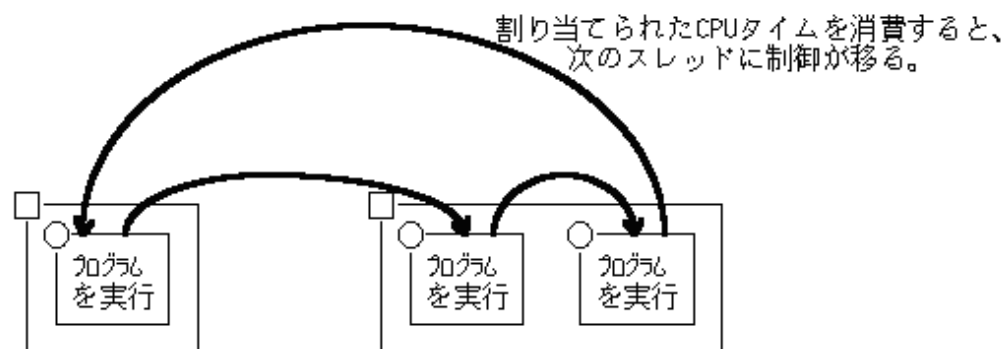 割り当てられたCPUタイムを消費すると、
次のスレッドに制御が移る。
プログラム
を実行
プログラム
を実行
プログラム
を実行